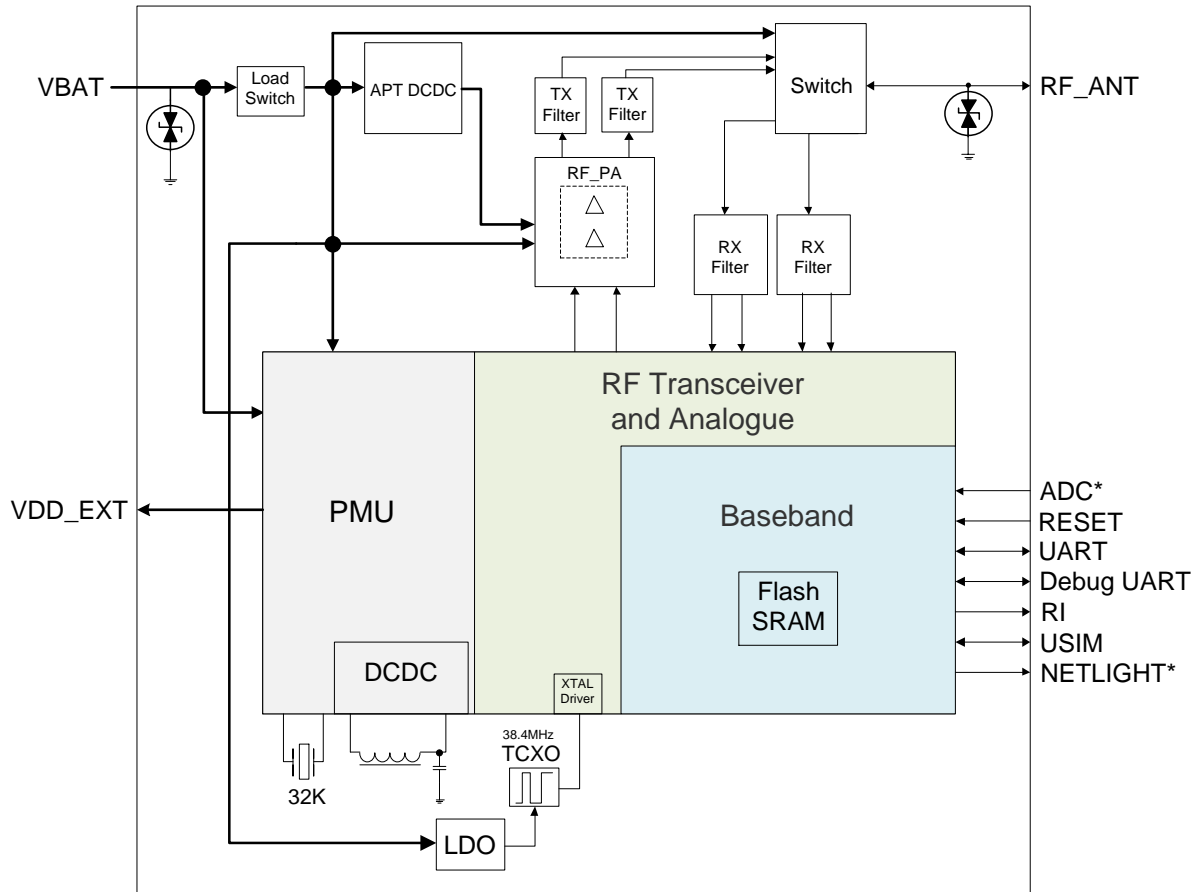 VBAT
Load
Switch
APT DCDC
TX
Filter
TX
Filter
Switch
RF_ANT
RF_PA
RX
Filter
RX
Filter
RF Transceiver
and Analogue
VDD_EXT
PMU
Baseband
Flash
SRAM
ADC*
RESET
UART
Debug UART
RI
USIM
NETLIGHT*
DCDC
XTAL
Driver
38.4MHz
TCXO
32K
LDO